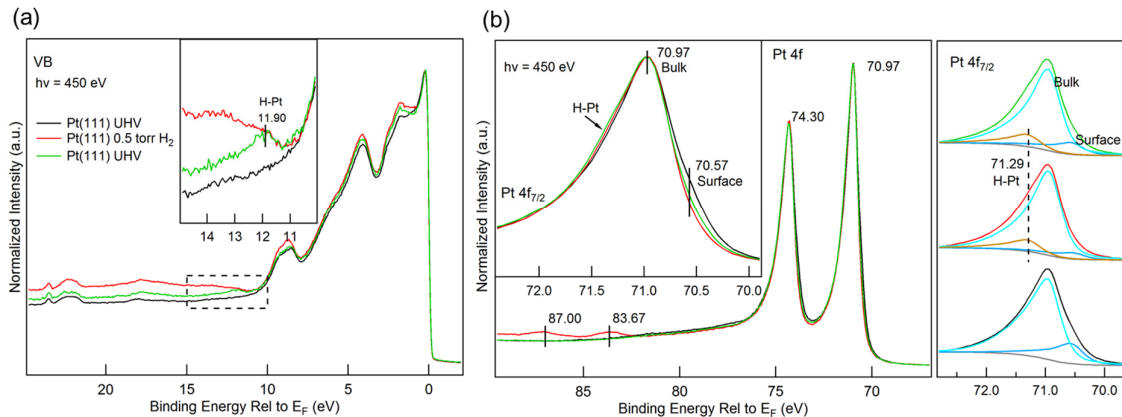 (a)
VB
hν = 450 eV
Pt(111) UHV
Pt(111) 0.5 torr H2
Pt(111) UHV
H-Pt
11.90
14 13 12 11
Normalized Intensity (a.u.)
25 20 15 10 5 0
Binding Energy Rel to EF (eV)
(b)
hν = 450 eV
70.97
Bulk
H-Pt
70.57
Surface
Pt 4f7/2
72.0 71.5 71.0 70.5 70.0
Pt 4f
70.97
74.30
87.00
83.67
Normalized Intensity (a.u.)
85 80 75 70
Binding Energy Rel to EF (eV)
Pt 4f7/2
Bulk
Surface
71.29
H-Pt
72.0 71.0 70.0